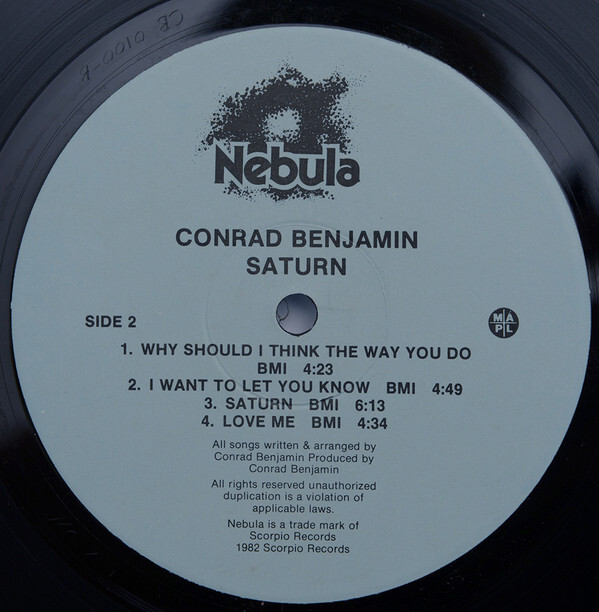 CE 0100-B
Nebula
CONRAD BENJAMIN
SATURN
SIDE 2
M A
P L
1. WHY SHOULD I THINK THE WAY YOU DO
BMI 4:23
2. I WANT TO LET YOU KNOW BMI 4:49
3. SATURN BMI 6:13
4. LOVE ME BMI 4:34
All songs written & arranged by
Conrad Benjamin Produced by
Conrad Benjamin
All rights reserved unauthorized
duplication is a violation of
applicable laws.
Nebula is a trade mark of
Scorpio Records
1982 Scorpio Records